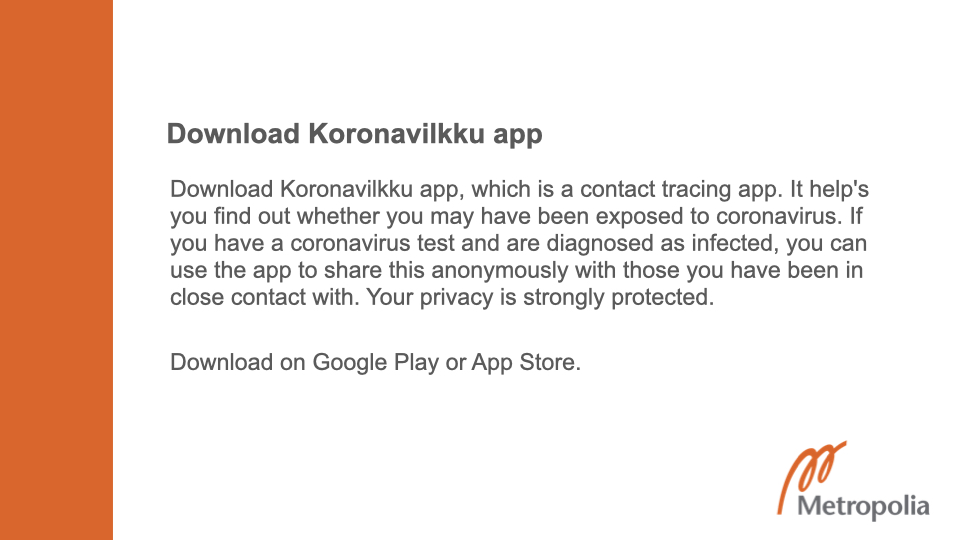 Download Koronavilkku app
Download Koronavilkku app, which is a contact tracing app. It help's
you find out whether you may have been exposed to coronavirus. If
you have a coronavirus test and are diagnosed as infected, you can
use the app to share this anonymously with those you have been in
close contact with. Your privacy is strongly protected.
Download on Google Play or App Store.
Metropolia